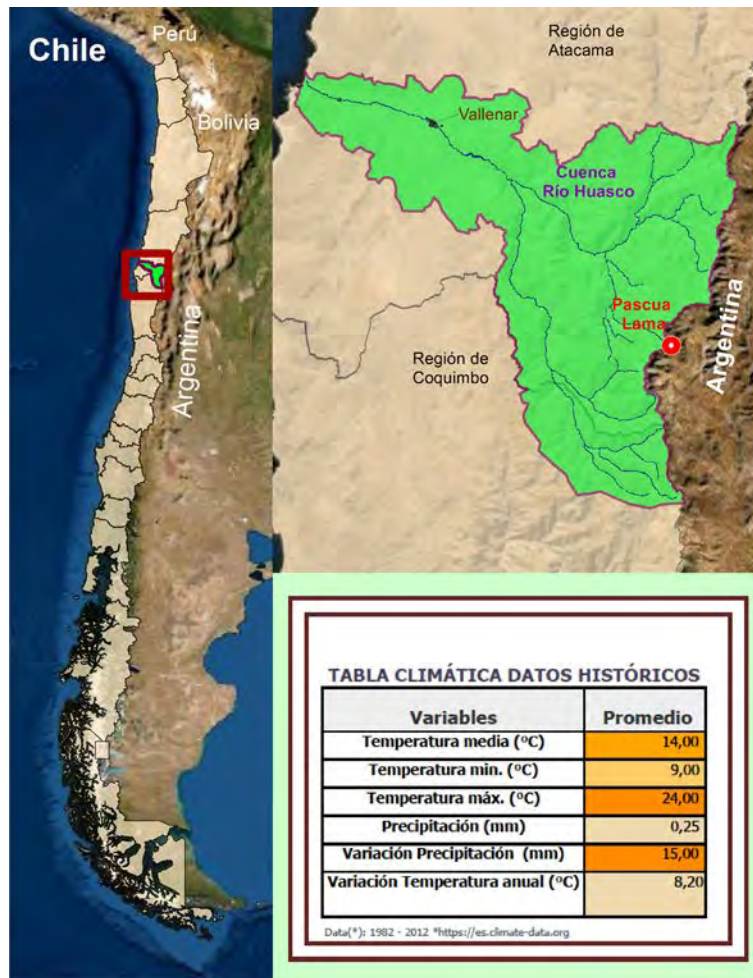 Chile
Perú
Bolivia
Argentina
Región de
Atacama
Vallenar
Cuenca
Río Huasco
Pascua
Lama
Argentina
Región de
Coquimbo
TABLA CLIMÁTICA DATOS HISTÓRICOS
Variables Promedio
Temperatura media (ºC) 14,00
Temperatura min. (ºC) 9,00
Temperatura máx. (ºC) 24,00
Precipitación (mm) 0,25
Variación Precipitación (mm) 15,00
Variación Temperatura anual (ºC) 8,20
Data(*): 1982 - 2012 *https://es.climate-data.org